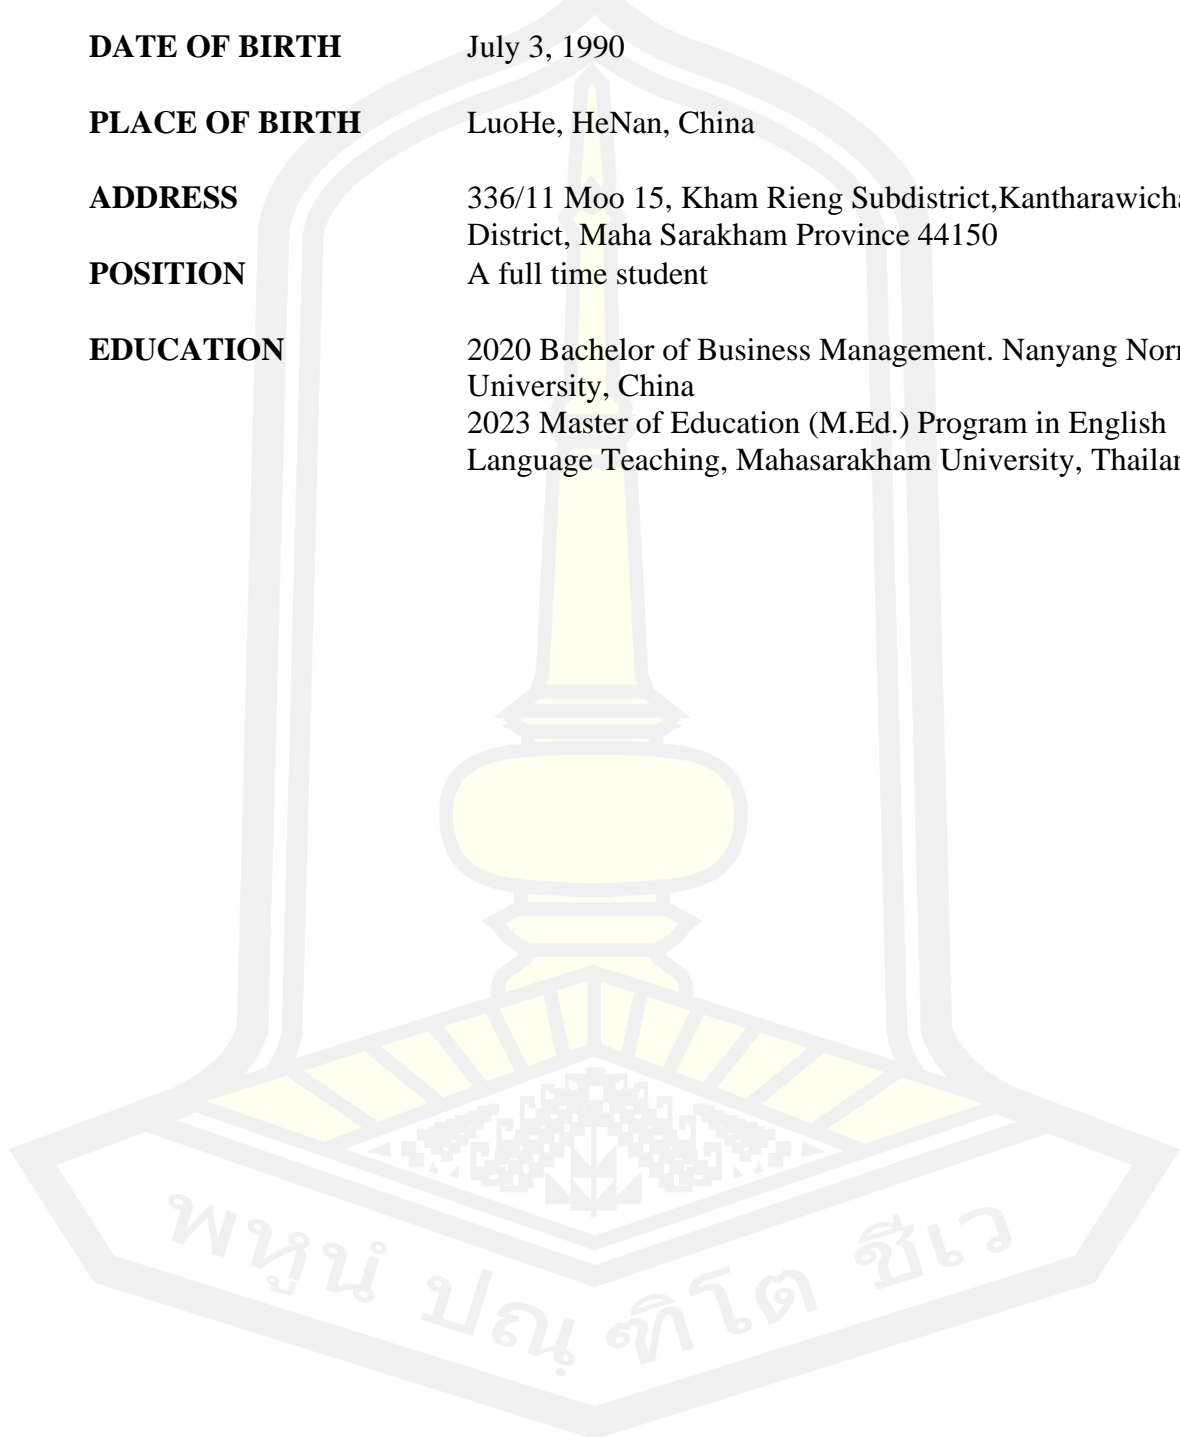 DATE OF BIRTH July 3, 1990
PLACE OF BIRTH LuoHe, HeNan, China
ADDRESS 336/11 Moo 15, Kham Rieng Subdistrict,
District, Maha Sarakham Province 44150
POSITION A full time student
EDUCATION 2020 Bachelor of Business Management. Nanyang
University, China
2023 Master of Education (M.Ed.) Program in English
Language Teaching, Mahasarakham University,
พหูนํ ปณฺฑิโต ชีเว